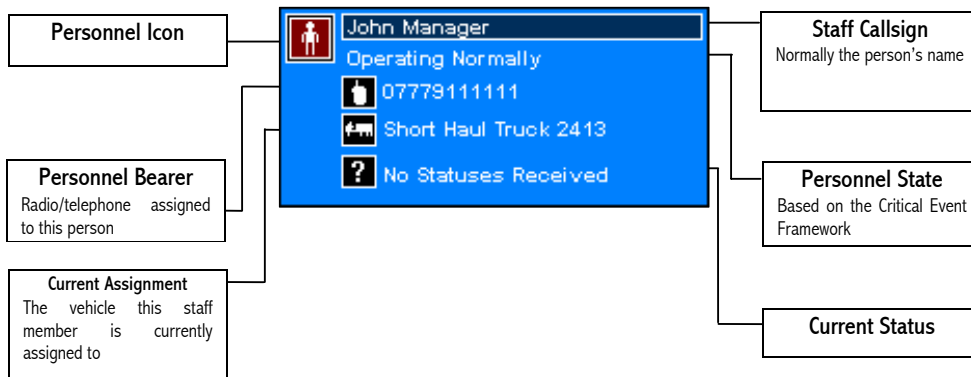 Personnel Icon
Personnel Bearer
Radio/telephone assigned
to this person
Current Assignment
The vehicle this staff
member is currently
assigned to
John Manager
Operating Normally
07779111111
Short Haul Truck 2413
? No Statuses Received
Staff Callsign
Normally the person's name
Personnel State
Based on the Critical Event
Framework
Current Status